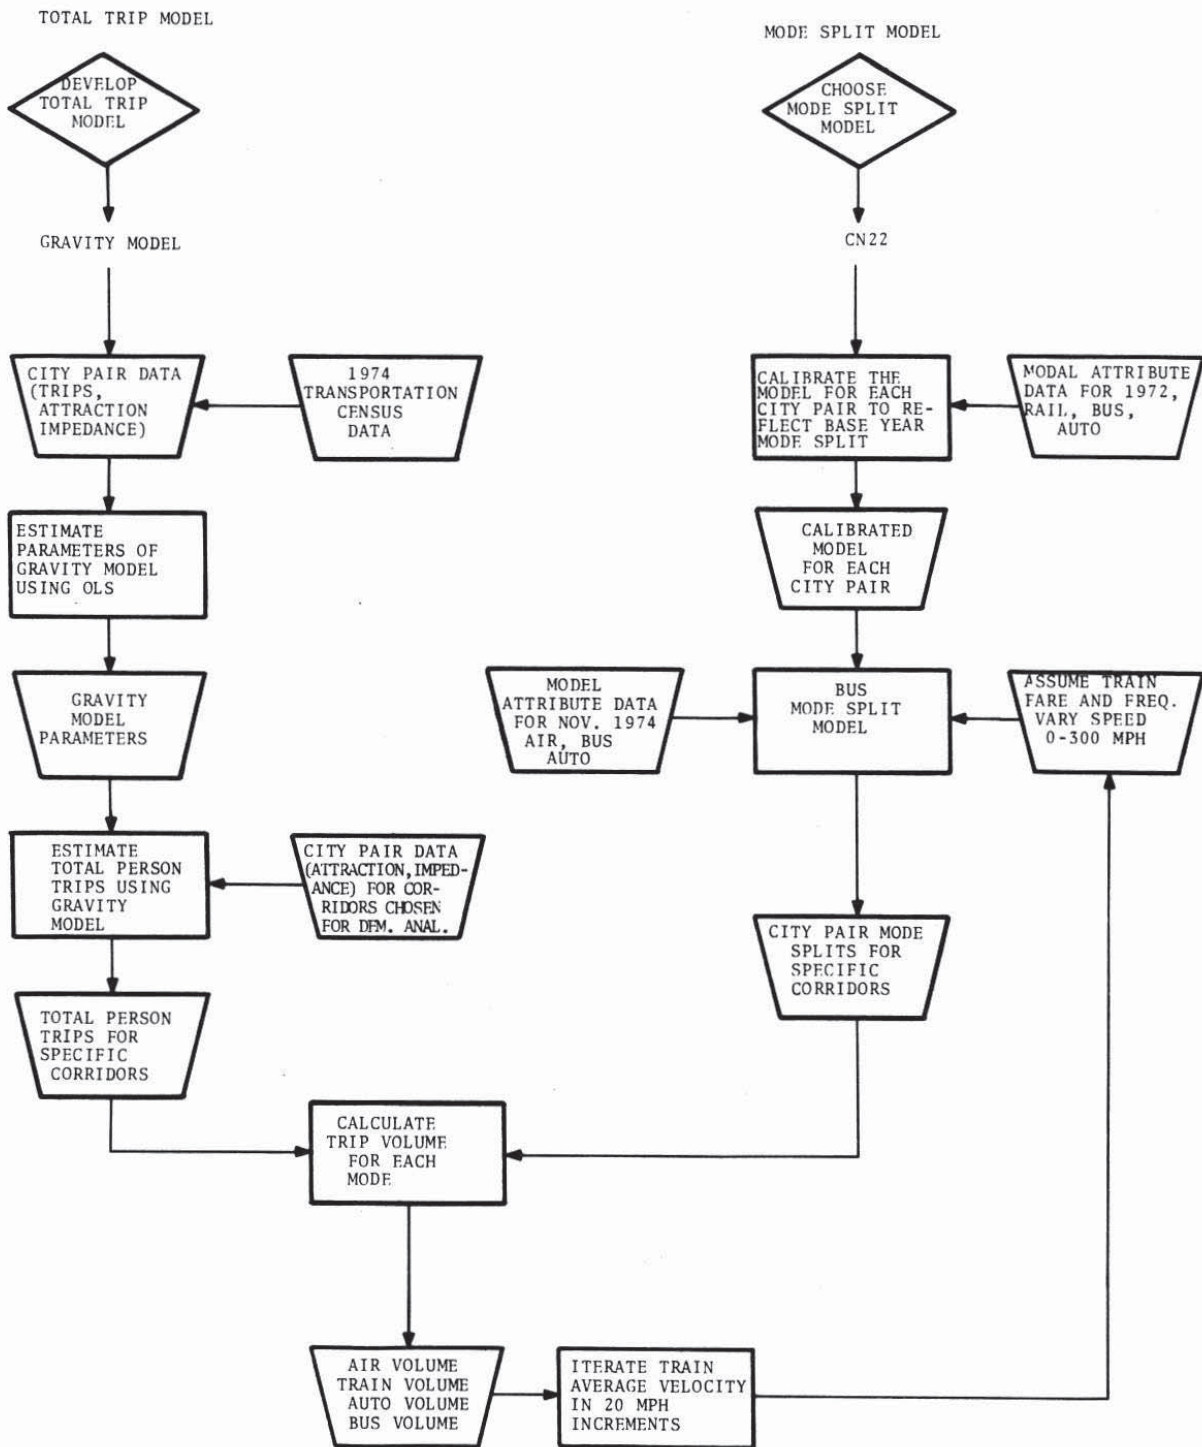 TOTAL TRIP MODEL
DEVELOP
TOTAL TRIP
MODEL
GRAVITY MODEL
CITY PAIR DATA
(TRIPS,
ATTRACTION
IMPEDANCE)
1974
TRANSPORTATION
CENSUS
DATA
ESTIMATE
PARAMETERS OF
GRAVITY MODEL
USING OLS
GRAVITY
MODEL
PARAMETERS
ESTIMATE
TOTAL PERSON
TRIPS USING
GRAVITY
MODEL
CITY PAIR DATA
(ATTRACTION,IMPED-
ANCE) FOR COR-
RIDORS CHOSEN
FOR DEM. ANAL.
TOTAL PERSON
TRIPS FOR
SPECIFIC
CORRIDORS
MODE SPLIT MODEL
CHOOSE
MODE SPLIT
MODEL
CN22
CALIBRATE THE
MODEL FOR EACH
CITY PAIR TO RE-
FLECT BASE YEAR
MODE SPLIT
MODAL ATTRIBUTE
DATA FOR 1972,
RAIL, BUS,
AUTO
CALIBRATED
MODEL
FOR EACH
CITY PAIR
MODEL
ATTRIBUTE DATA
FOR NOV. 1974
AIR, BUS
AUTO
BUS
MODE SPLIT
MODEL
ASSUME TRAIN
FARE AND FREQ.
VARY SPEED
0-300 MPH
CITY PAIR MODE
SPLITS FOR
SPECIFIC
CORRIDORS
CALCULATE
TRIP VOLUME
FOR EACH
MODE
AIR VOLUME
TRAIN VOLUME
AUTO VOLUME
BUS VOLUME
ITERATE TRAIN
AVERAGE VELOCITY
IN 20 MPH
INCREMENTS